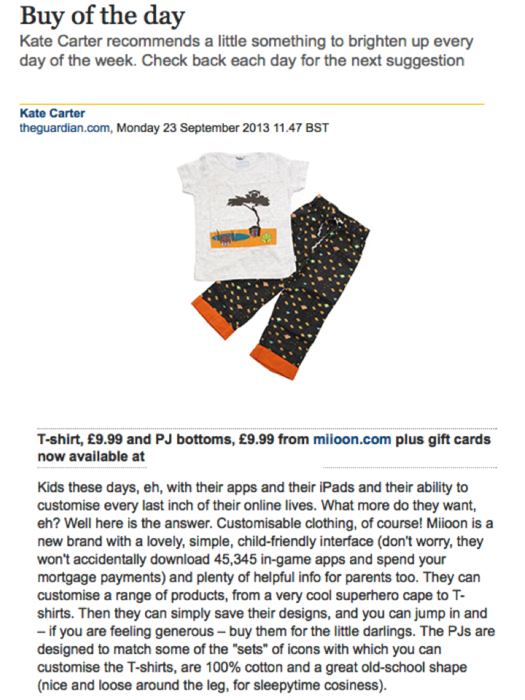 Buy of the day
Kate Carter recommends a little something to brighten up every
day of the week. Check back each day for the next suggestion
Kate Carter
theguardian.com, Monday 23 September 2013 11.47 BST
T-shirt, £9.99 and PJ bottoms, £9.99 from miioon.com plus gift cards
now available at
Kids these days, eh, with their apps and their iPads and their ability to
customise every last inch of their online lives. What more do they want,
eh? Well here is the answer. Customisable clothing, of course! Miioon is a
new brand with a lovely, simple, child-friendly interface (don't worry, they
won't accidentally download 45,345 in-game apps and spend your
mortgage payments) and plenty of helpful info for parents too. They can
customise a range of products, from a very cool superhero cape to T-
shirts. Then they can simply save their designs, and you can jump in and
– if you are feeling generous – buy them for the little darlings. The PJs are
designed to match some of the "sets" of icons with which you can
customise the T-shirts, are 100% cotton and a great old-school shape
(nice and loose around the leg, for sleepytime cosiness).